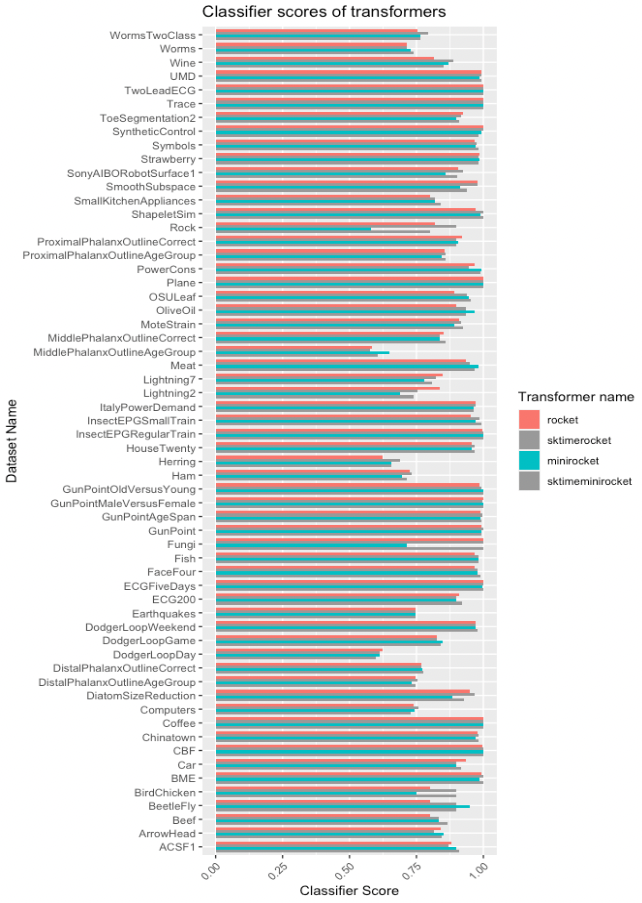 Classifier scores of transformers
WormsTwoClass
Worms
Wine
UMD
TwoLeadECG
Trace
ToeSegmentation2
SyntheticControl
Symbols
Strawberry
SonyAIBORobotSurface1
SmoothSubspace
SmallKitchenAppliances
ShapeletSim
Rock
ProximalPhalanxOutlineCorrect
ProximalPhalanxOutlineAgeGroup
PowerCons
Plane
OSULeaf
OliveOil
MoteStrain
MiddlePhalanxOutlineCorrect
MiddlePhalanxOutlineAgeGroup
Meat
Lightning7
Lightning2
ItalyPowerDemand
InsectEPGSmallTrain
InsectEPGRegularTrain
HouseTwenty
Herring
Ham
GunPointOldVersusYoung
GunPointMaleVersusFemale
GunPointAgeSpan
GunPoint
Fungi
Fish
FaceFour
ECGFiveDays
ECG200
Earthquakes
DodgerLoopWeekend
DodgerLoopGame
DodgerLoopDay
DistalPhalanxOutlineCorrect
DistalPhalanxOutlineAgeGroup
DiatomSizeReduction
Computers
Coffee
Chinatown
CBF
Car
BME
BirdChicken
BeetleFly
Beef
ArrowHead
ACSF1
Dataset Name
0.00
0.25
0.50
0.75
1.00
Classifier Score
Transformer name
rocket
sktimerocket
minirocket
sktimeminirocket